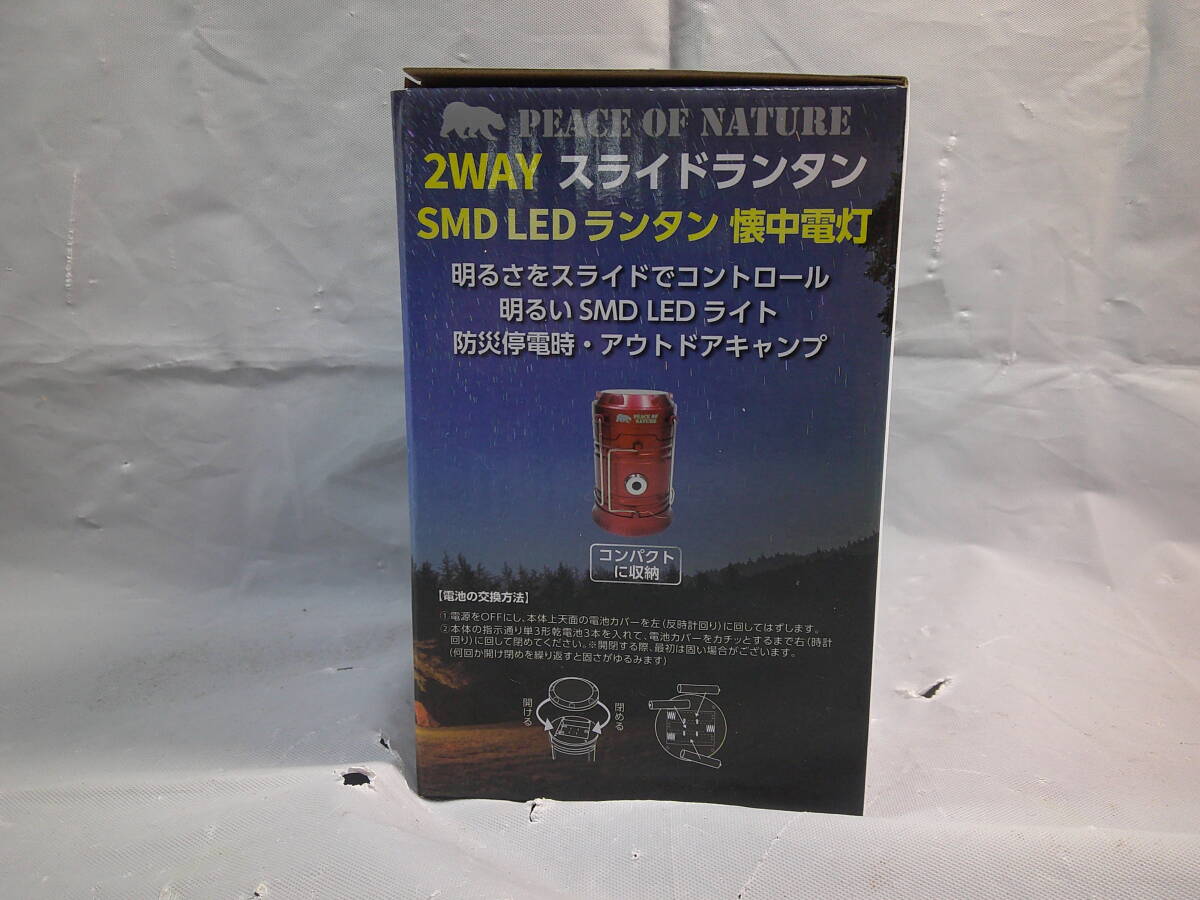 PEACE OF NATURE
2WAY スライドランタン
SMD LED ランタン 懐中電灯
明るさをスライドでコントロール
明るい SMD LED ライト
防災停電時・アウトドアキャンプ
PEACE OF
NATURE
コンパクト
に収納
【電池の交換方法】
①電源をOFFにし、本体上天面の電池カバーを左(反時計回り)に回してはずします。
②本体の指示通り単3形乾電池3本を入れて、電池カバーをカチッとするまで右(時計
回り)に回して閉めてください。※開閉する際、最初は固い場合がございます。
(何回か開け閉めを繰り返すと固さがゆるみます)
開ける
閉める